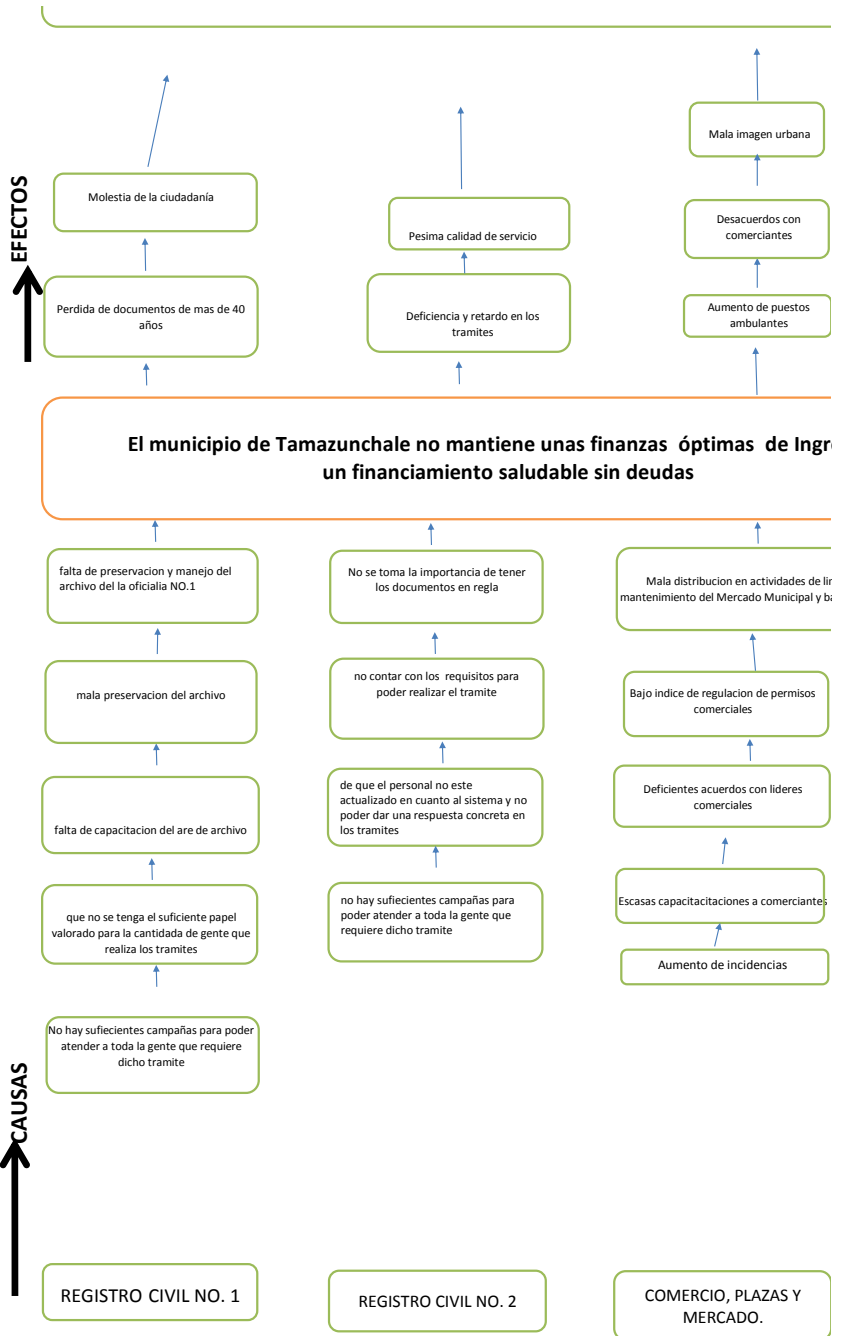 EFECTOS
Molestia de la ciudadanía
Perdida de documentos de mas de 40
años
Pesima calidad de servicio
Deficiencia y retardo en los
tramites
Mala imagen urbana
Desacuerdos con
comerciantes
Aumento de puestos
ambulantes
El municipio de Tamazunchale no mantiene unas finanzas óptimas de Ingr
un financiamiento saludable sin deudas
falta de preservacion y manejo del
archivo del la oficialia NO.1
mala preservacion del archivo
falta de capacitacion del are de archivo
que no se tenga el suficiente papel
valorado para la cantidada de gente que
realiza los tramites
No hay sufiecientes campañas para poder
atender a toda la gente que requiere
dicho tramite
No se toma la importancia de tener
los documentos en regla
no contar con los requisitos para
poder realizar el tramite
de que el personal no este
actualizado en cuanto al sistema y no
poder dar una respuesta concreta en
los tramites
no hay sufiecientes campañas para
poder atender a toda la gente que
requiere dicho tramite
Mala distribucion en actividades de
mantenimiento del Mercado Municipal y
Bajo indice de regulacion de permisos
comerciales
Deficientes acuerdos con lideres
comerciales
Escasas capacitacitaciones a comerciantes
Aumento de incidencias
CAUSAS
REGISTRO CIVIL NO. 1
REGISTRO CIVIL NO. 2
COMERCIO, PLAZAS Y
MERCADO.